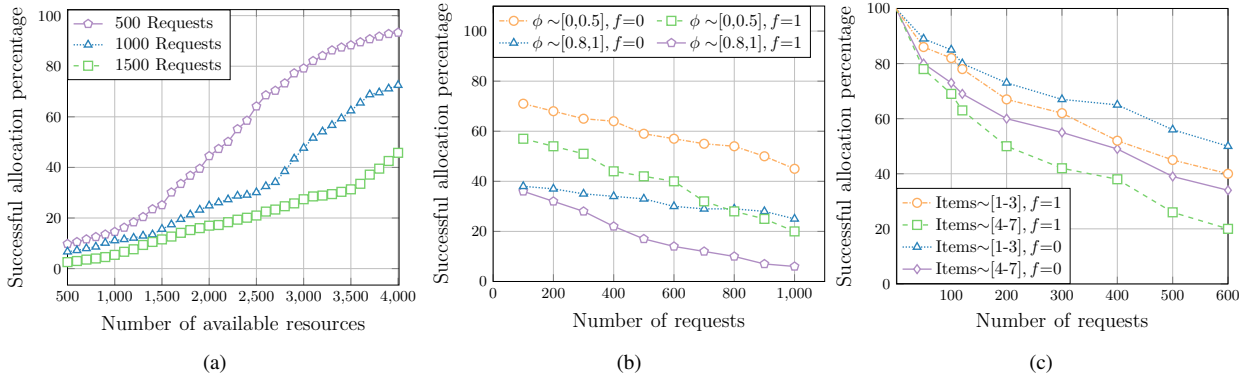 Successful allocation percentage
100
80
60
40
20
0
500 Requests
1000 Requests
1500 Requests
500
1,000
1,500
2,000
2,500
3,000
3,500
4,000
Number of available resources
(a)
Successful allocation percentage
100
80
60
40
20
0
ϕ ∼[0,0.5], f=0
ϕ ∼[0,0.5], f=1
ϕ ∼[0.8,1], f=0
ϕ ∼[0.8,1], f=1
0
200
400
600
800
1,000
Number of requests
(b)
Successful allocation percentage
100
80
60
40
20
0
Items∼[1-3], f=1
Items∼[4-7], f=1
Items∼[1-3], f=0
Items∼[4-7], f=0
100
200
300
400
500
600
Number of requests
(c)